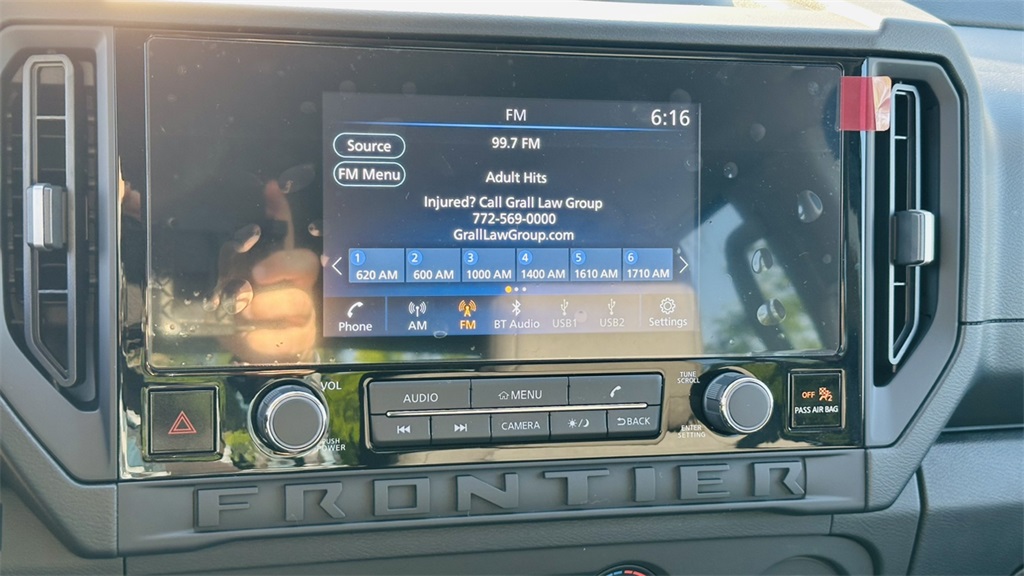 FM
6:16
Source
99.7 FM
FM Menu
Adult Hits
Injured? Call Grall Law Group
772-569-0000
GrallLawGroup.com
1 2 3 4 5 6
620 AM 600 AM 1000 AM 1400 AM 1610 AM 1710 AM
Phone AM FM BT Audio USB1 USB2 Settings
VOL
PUSH
POWER
AUDIO MENU
CAMERA BACK
TUNE
SCROLL
ENTER
SETTING
OFF
PASS AIR BAG
FRONTIER